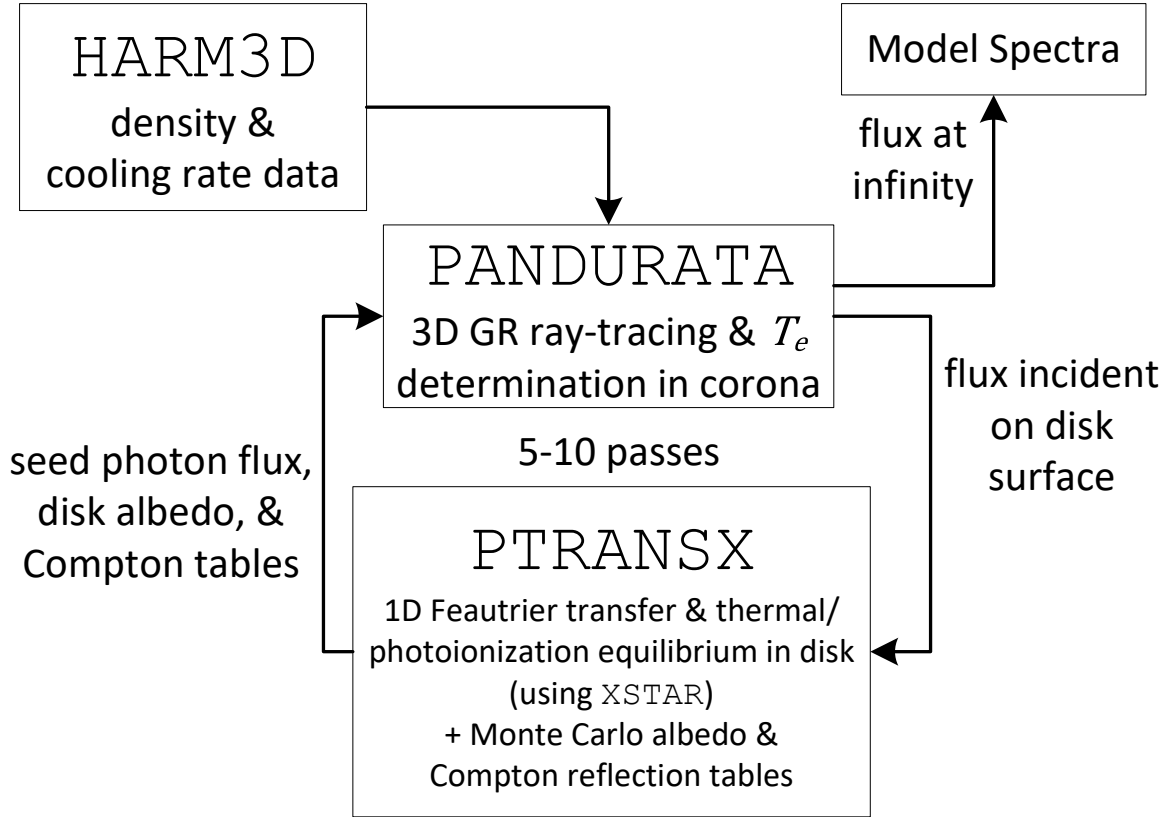 HARM3D
density &
cooling rate data
Model Spectra
flux at
infinity
PANDURATA
3D GR ray-tracing & Te
determination in corona
flux incident
on disk
surface
5-10 passes
seed photon flux,
disk albedo, &
Compton tables
PTRANSX
1D Feautrier transfer & thermal/
photoionization equilibrium in disk
(using XSTAR)
+ Monte Carlo albedo &
Compton reflection tables